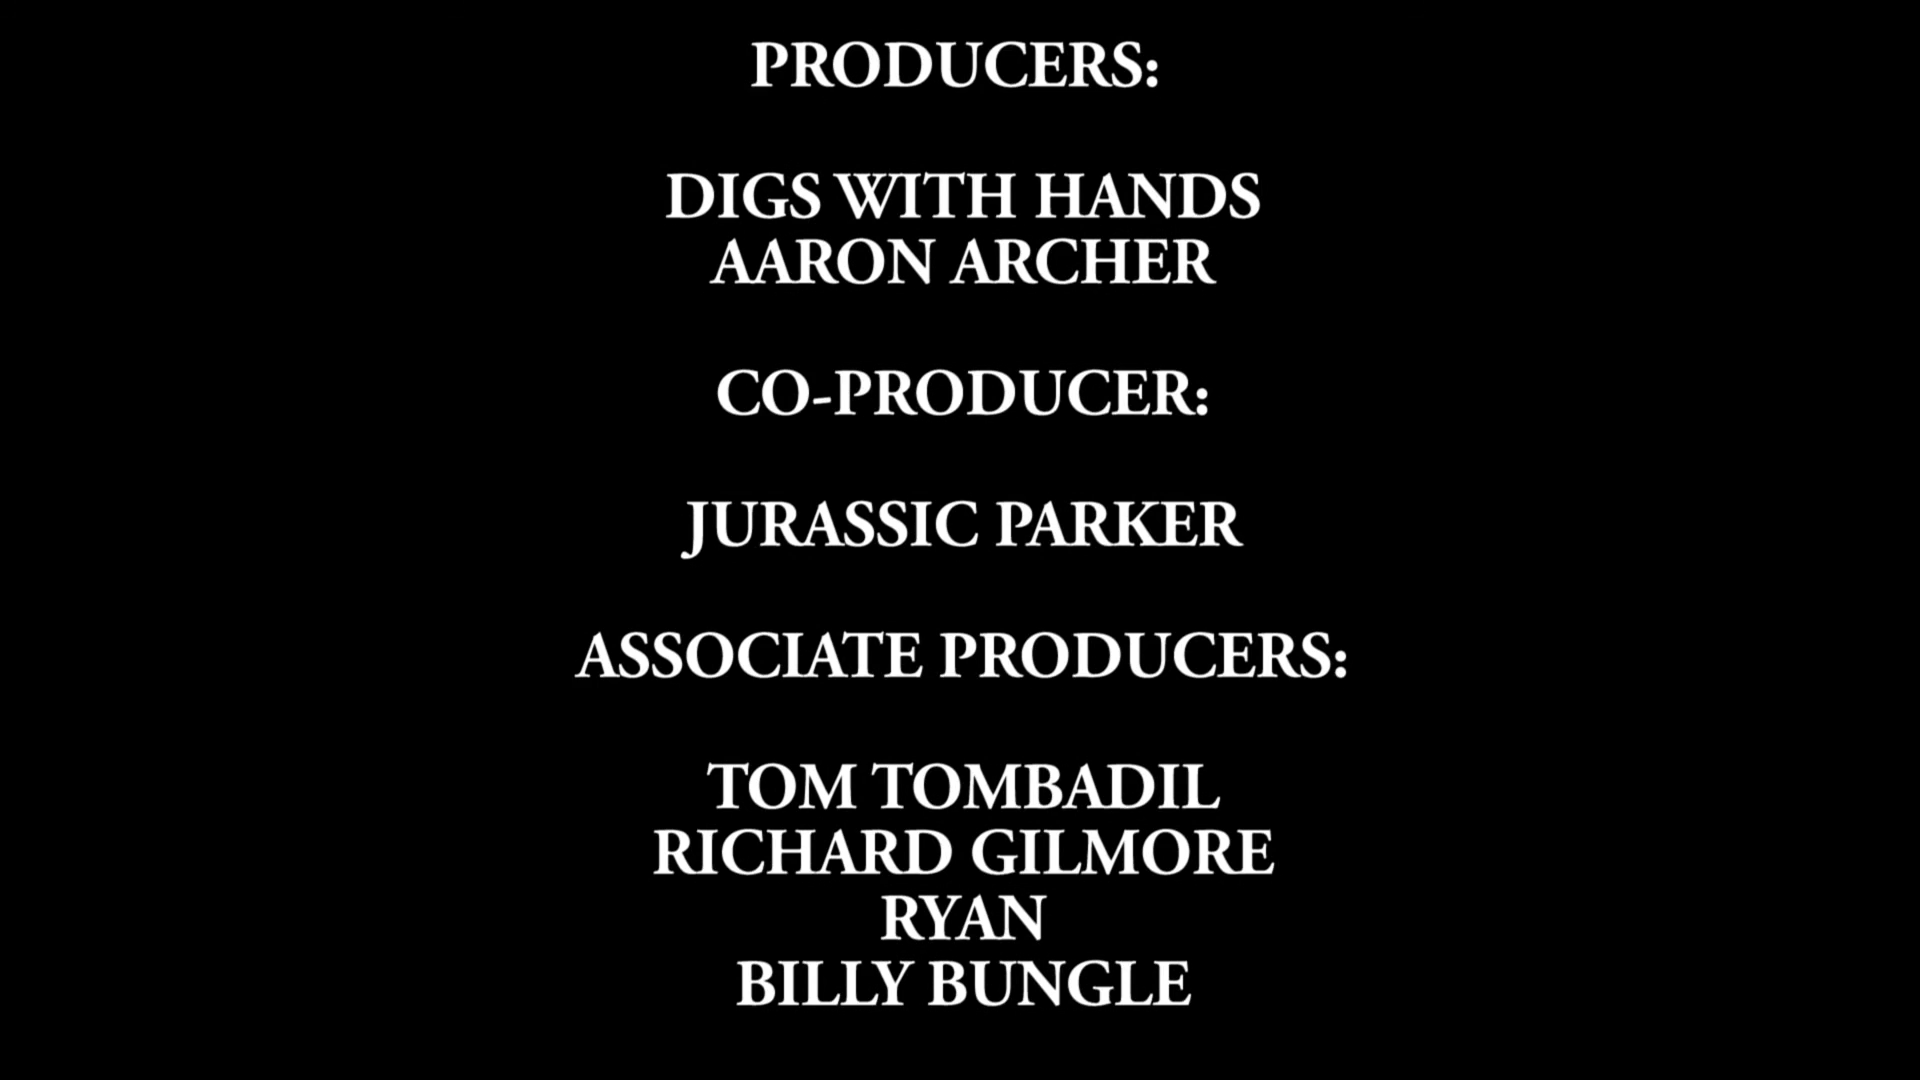 PRODUCERS:
DIGS WITH HANDS
AARON ARCHER
CO-PRODUCER:
JURASSIC PARKER
ASSOCIATE PRODUCERS:
TOM TOMBADIL
RICHARD GILMORE
RYAN
BILLY BUNGLE